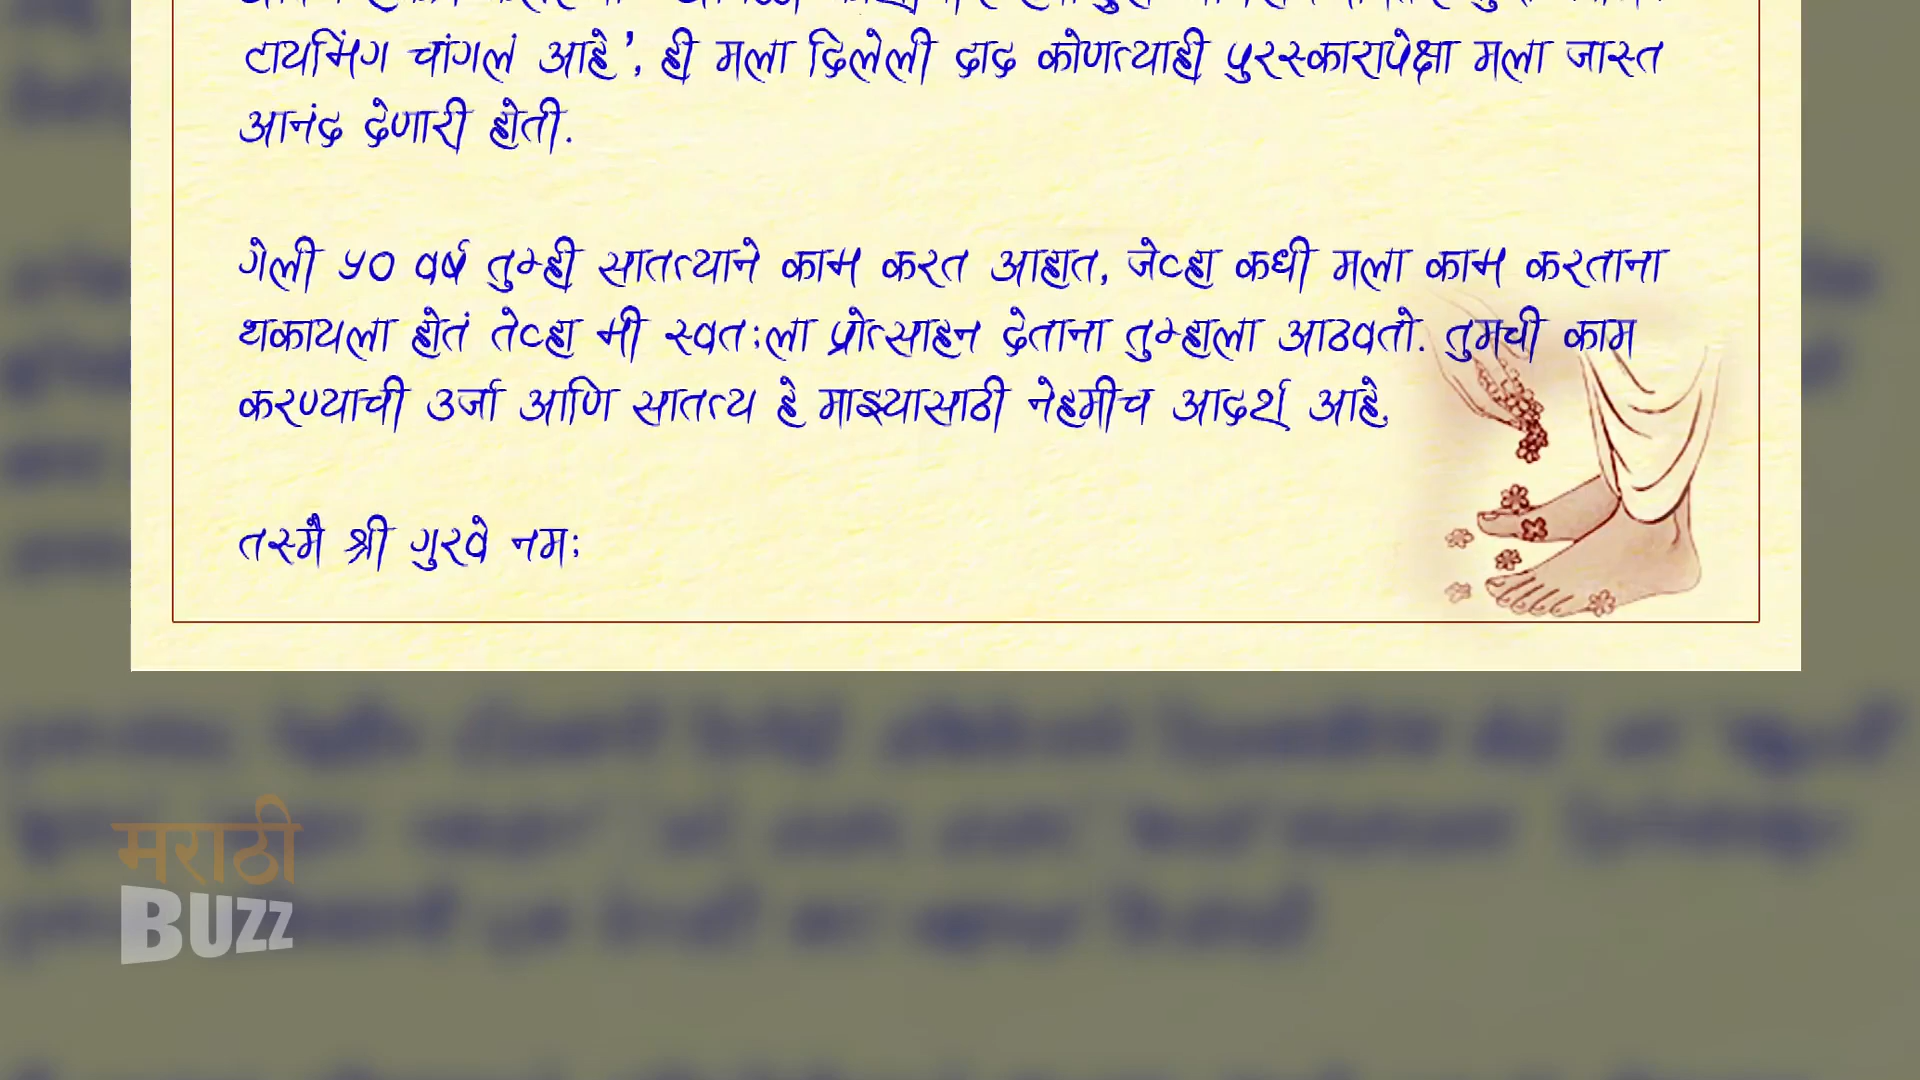 टायमिंग चांगलं आहे', ही मला दिलेली दाद कोणत्याही पुरस्कारापेक्षा मला जास्त
आनंद देणारी होती.
गेली ५० वर्ष तुम्ही सातत्याने काम करत आहात, जेव्हा कधी मला काम करताना
थकायला होतं तेव्हा मी स्वत:ला प्रोत्साहन देताना तुम्हाला आठवतो. तुमची काम
करण्याची उर्जा आणि सातत्य हे माझ्यासाठी नेहमीच आदर्श आहे.
तस्मै श्री गुरवे नम:
मराठी
BUZZ